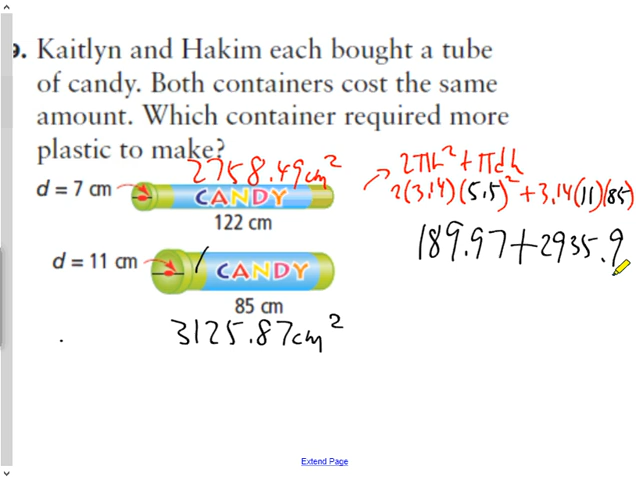 9. Kaitlyn and Hakim each bought a tube
of candy. Both containers cost the same
amount. Which container required more
plastic to make?
2758.49cm²
2πr² + πdh
d = 7 cm
CANDY
2(3.14)(5.5)² + 3.14(11)(85)
122 cm
189.97+2935.9
d = 11 cm
CANDY
85 cm
3125.87cm²
Extend Page